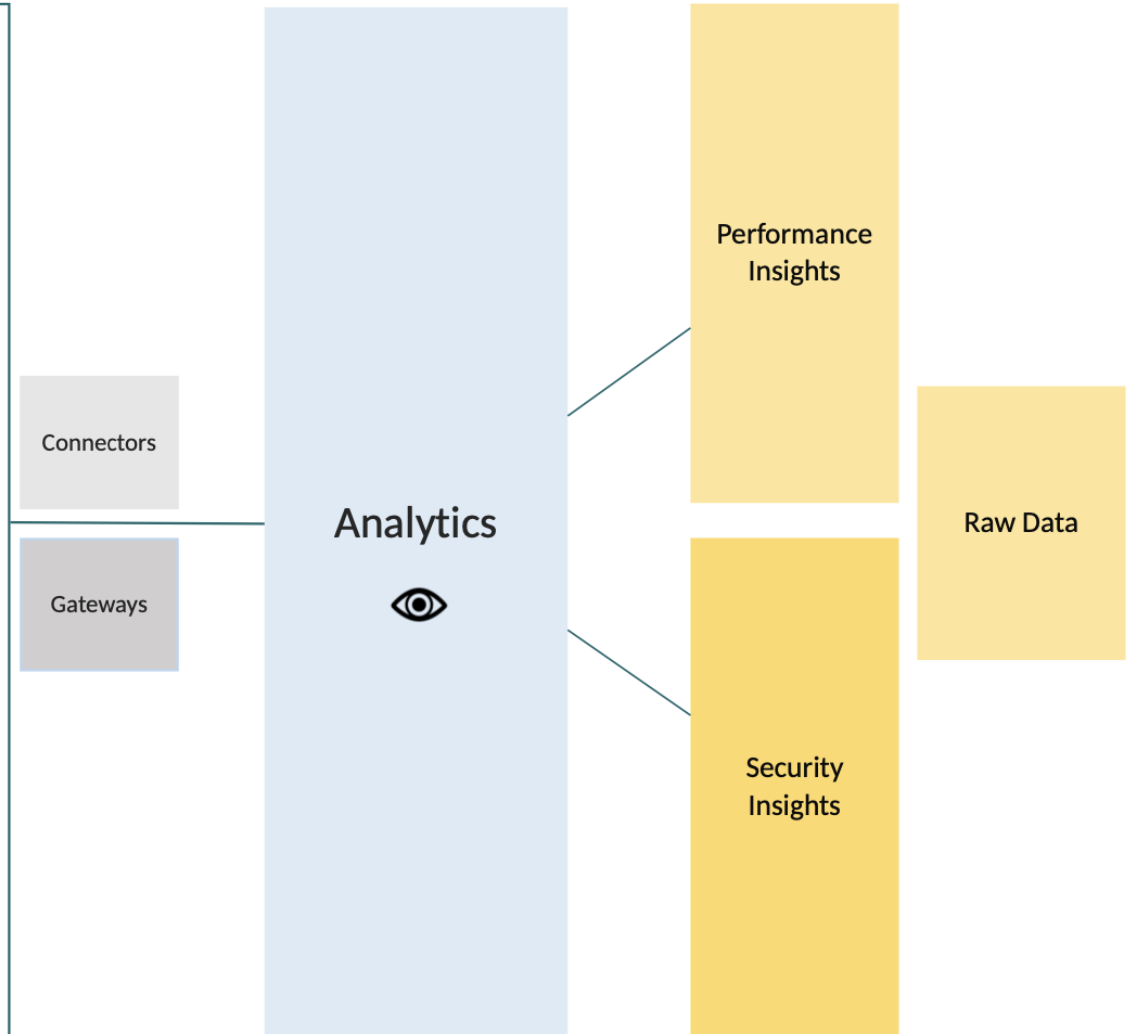 Connectors
Gateways
Analytics
Performance
Insights
Security
Insights
Raw Data